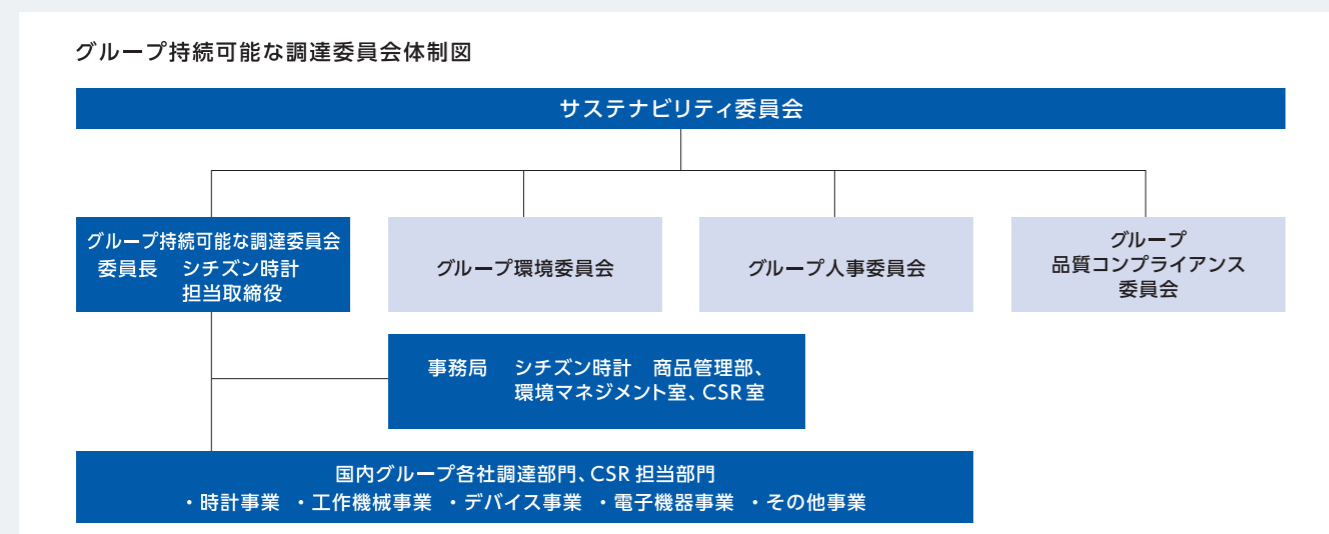 グループ持続可能な調達委員会体制図
サステナビリティ委員会
グループ持続可能な調達委員会
委員長 シチズン時計
担当取締役
グループ環境委員会
グループ人事委員会
グループ
品質コンプライアンス
委員会
事務局 シチズン時計 商品管理部、
環境マネジメント室、CSR室
国内グループ各社調達部門、CSR 担当部門
・時計事業 ・工作機械事業 ・デバイス事業 ・電子機器事業 ・その他事業